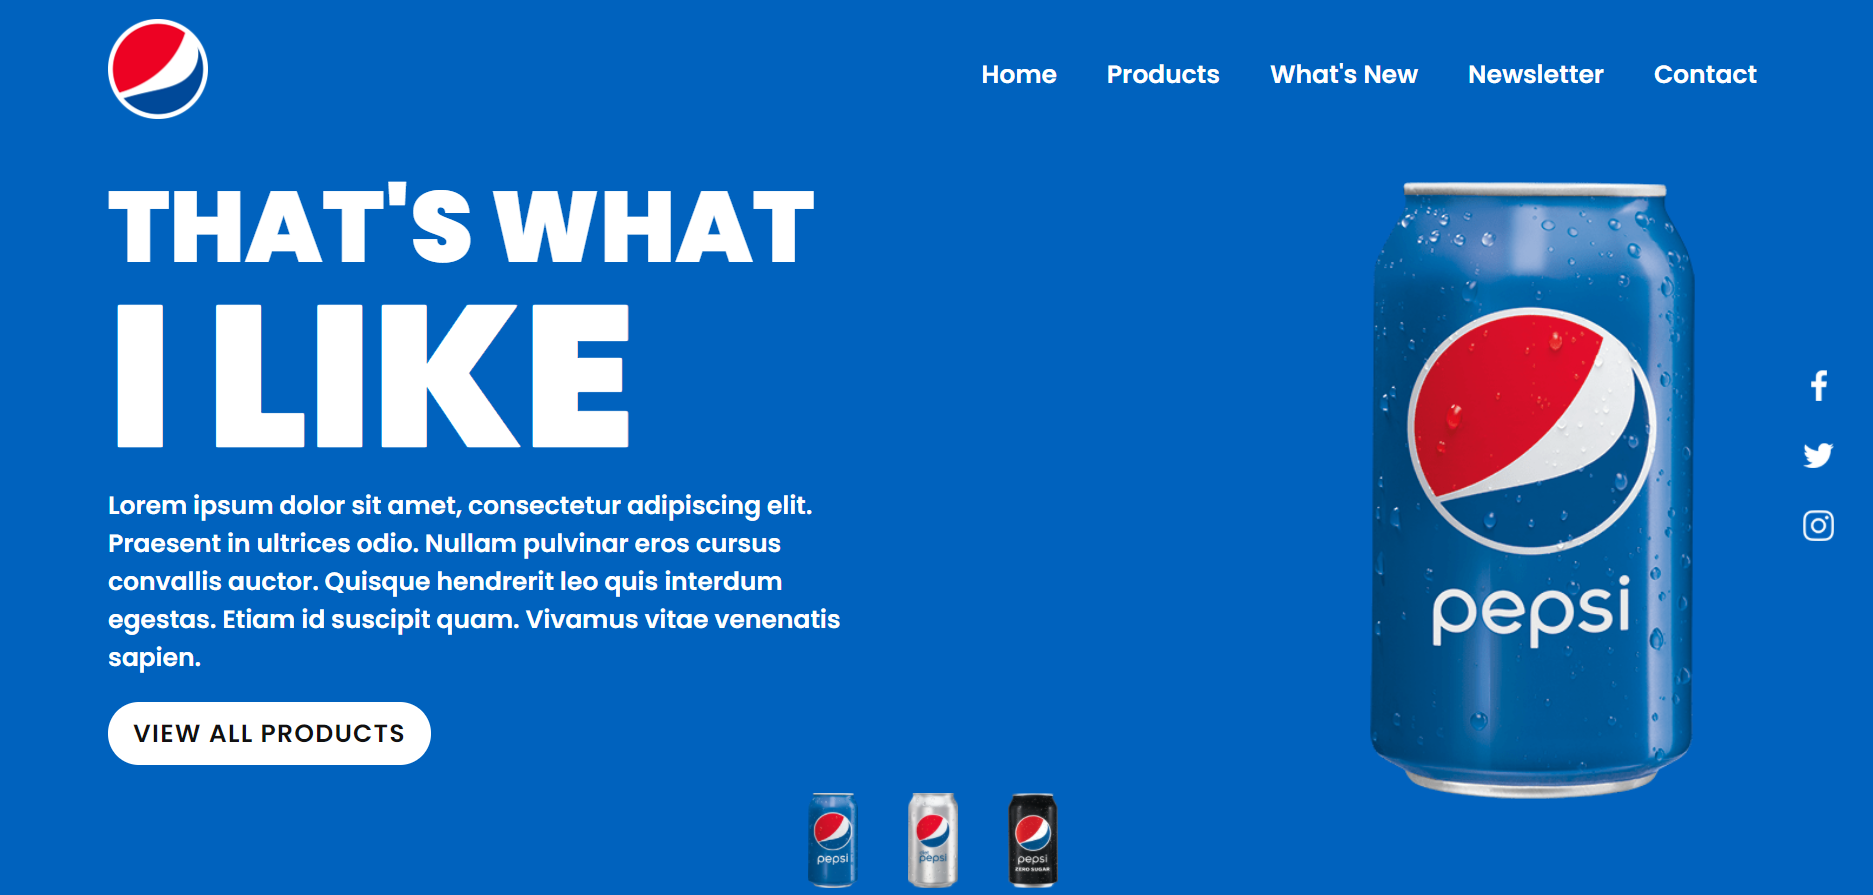 Home Products What's New Newsletter Contact
THAT'S WHAT
I LIKE
Lorem ipsum dolor sit amet, consectetur adipiscing elit.
Praesent in ultrices odio. Nullam pulvinar eros cursus
convallis auctor. Quisque hendrerit leo quis interdum
egestas. Etiam id suscipit quam. Vivamus vitae venenatis
sapien.
VIEW ALL PRODUCTS
pepsi
pepsi
pepsi
pepsi
ZERO SUGAR